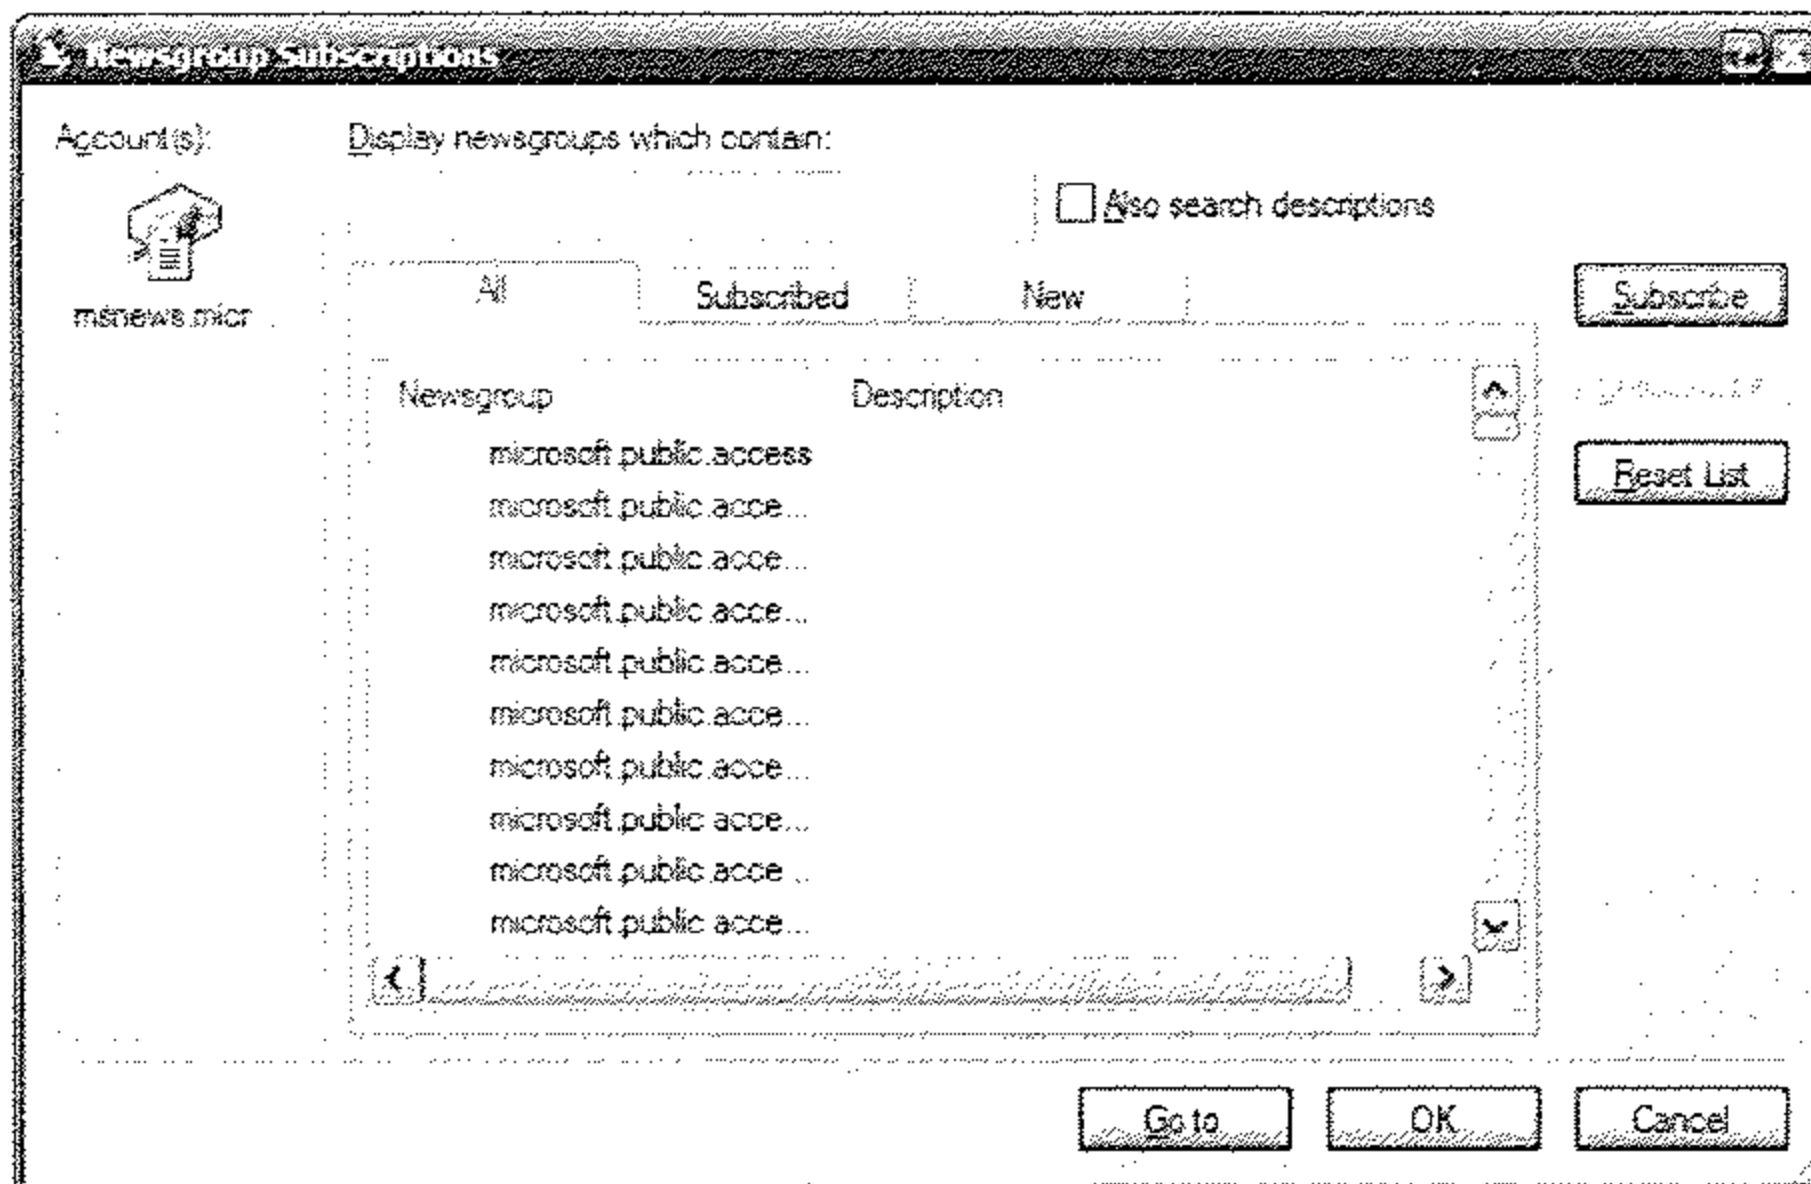 Newsgroup Subscriptions
Account(s):
Display newsgroups which contain:
Also search descriptions
msnews.micr...
All Subscribed New
Subscribe
Newsgroup Description
microsoft.public.access
Reset List
microsoft.public.acce...
microsoft.public.acce...
microsoft.public.acce...
microsoft.public.acce...
microsoft.public.acce...
microsoft.public.acce...
microsoft.public.acce...
microsoft.public.acce...
microsoft.public.acce...
Go to OK Cancel